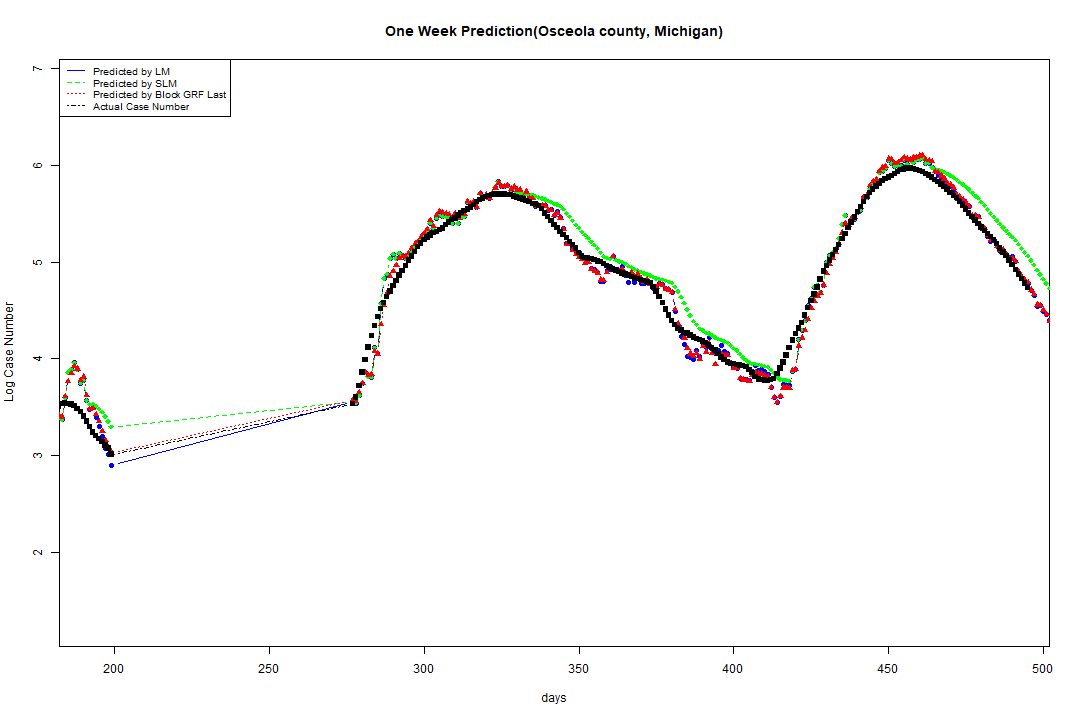 One Week Prediction(Osceola county, Michigan)
Predicted by LM
Predicted by SLM
Predicted by Block GRF Last
Actual Case Number
7
6
5
4
3
2
Log Case Number
200 250 300 350 400 450 500
days